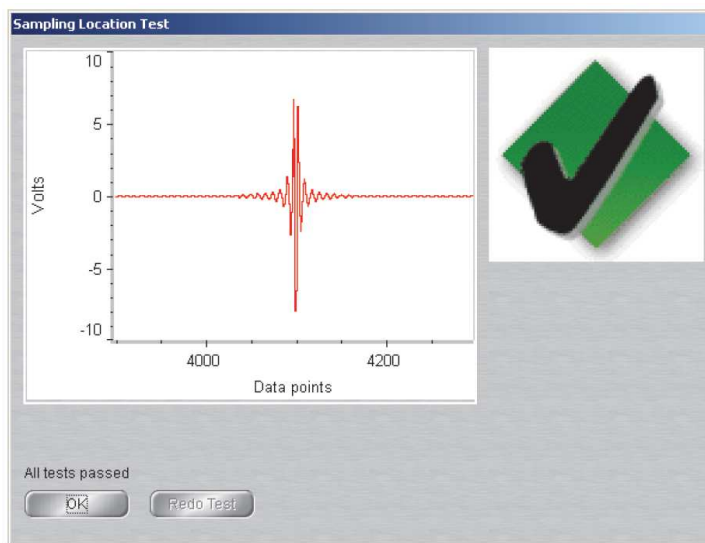 Sampling Location Test
10
5
0
-5
-10
Volts
4000 4200
Data points
All tests passed
OK Redo Test